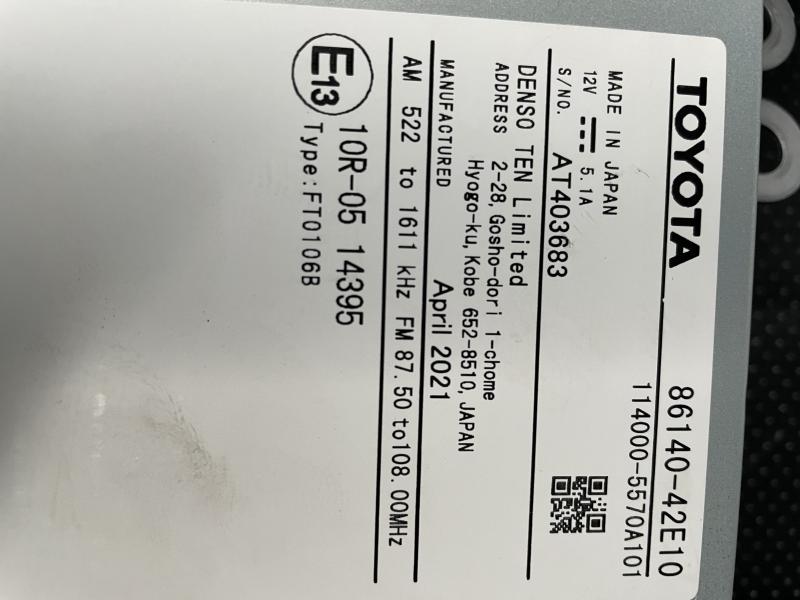 TOYOTA 86140-42E10
114000-5570A101
MADE IN JAPAN
12V 5.1A
S/NO. AT403683
DENSO TEN Limited
ADDRESS 2-28, Gosho-dori 1-chome
Hyogo-ku, Kobe 652-8510, JAPAN
MANUFACTURED April 2021
AM 522 to 1611 kHz FM 87.50 to 108.00MHz
E13 10R-05 14395
Type:FT0106B